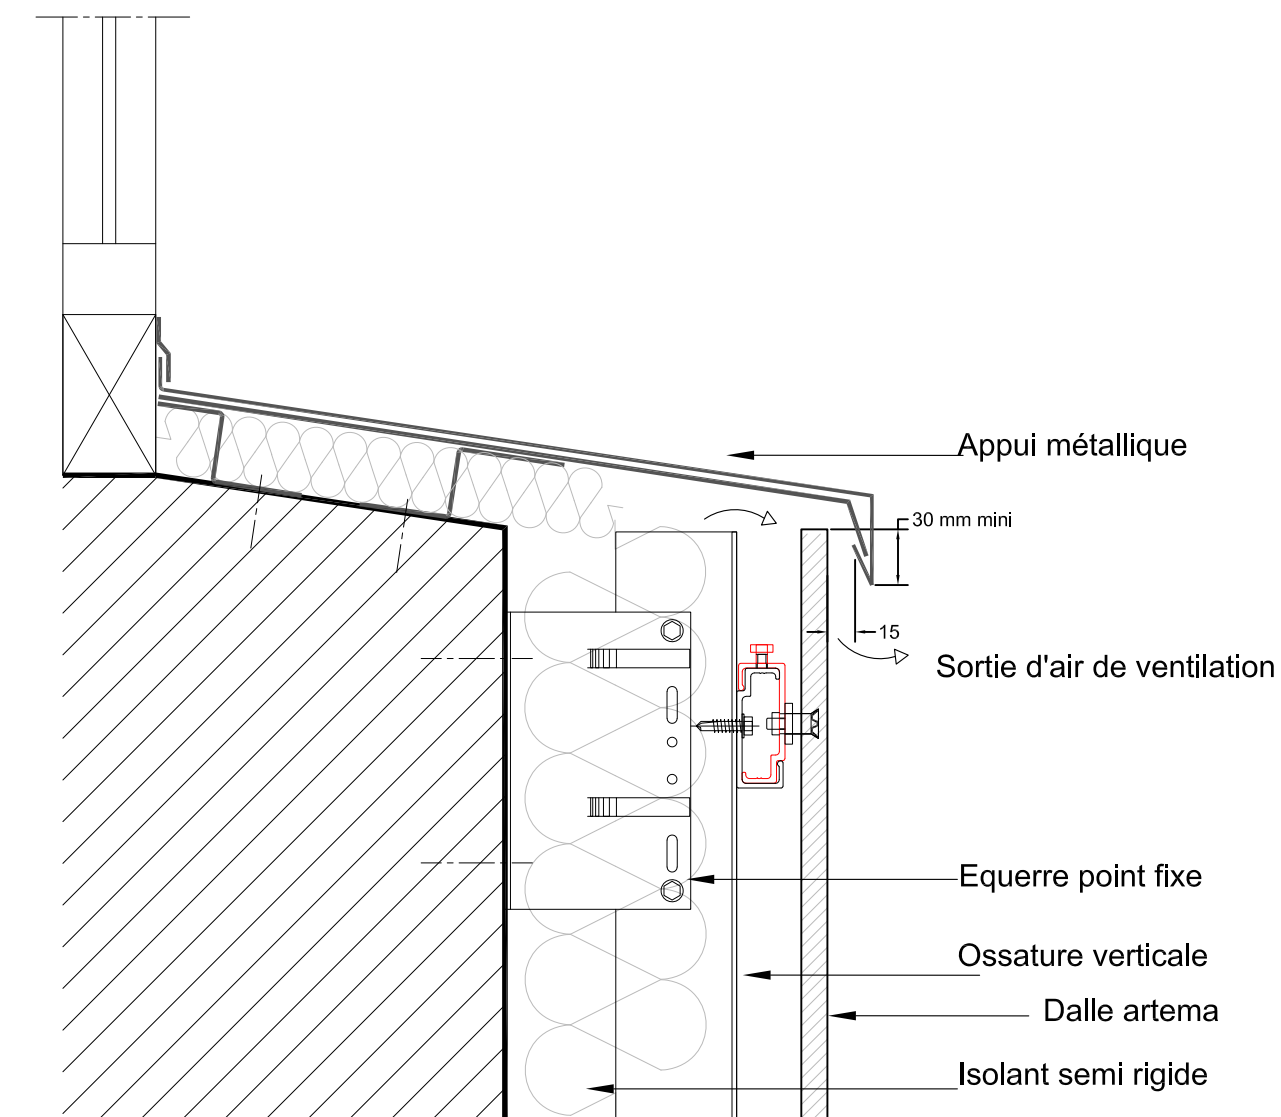 Appui métallique
30 mm mini
15
Sortie d'air de ventilation
Equerre point fixe
Ossature verticale
Dalle artema
Isolant semi rigide